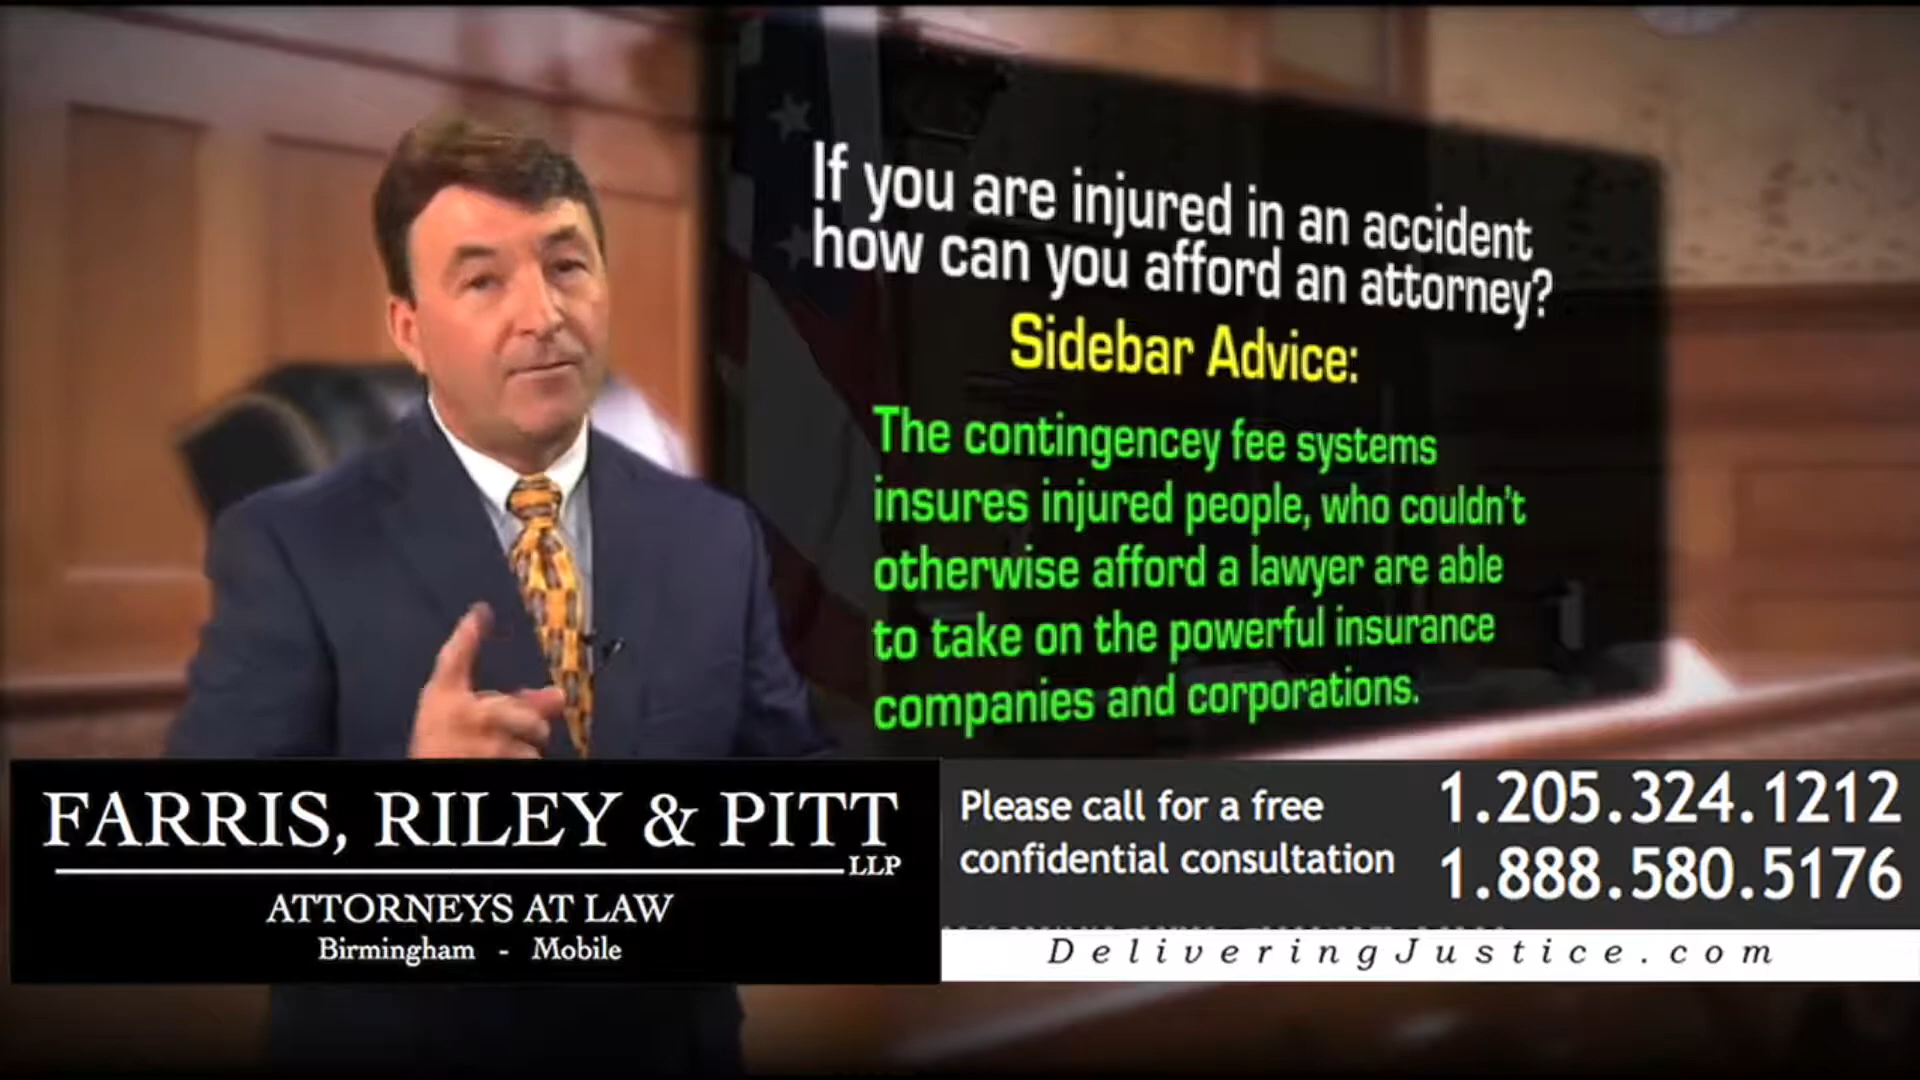 If you are injured in an accident
how can you afford an attorney?
Sidebar Advice:
The contingencey fee systems
insures injured people, who couldn't
otherwise afford a lawyer are able
to take on the powerful insurance
companies and corporations.
FARRIS, RILEY & PITT
LLP
ATTORNEYS AT LAW
Birmingham - Mobile
Please call for a free
confidential consultation
1.205.324.1212
1.888.580.5176
DeliveringJustice.com